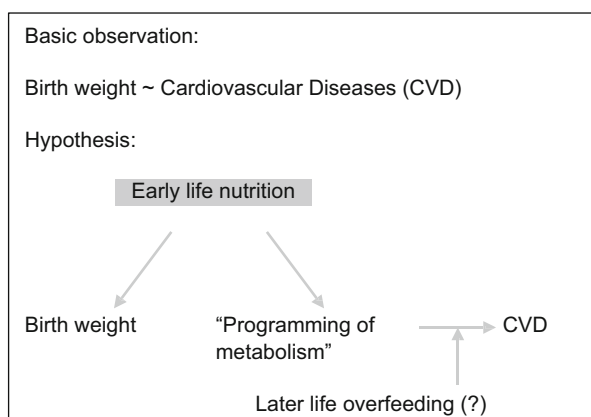 Basic observation:
Birth weight ~ Cardiovascular Diseases (CVD)
Hypothesis:
Early life nutrition
Birth weight
“Programming of
metabolism”
CVD
Later life overfeeding (?)